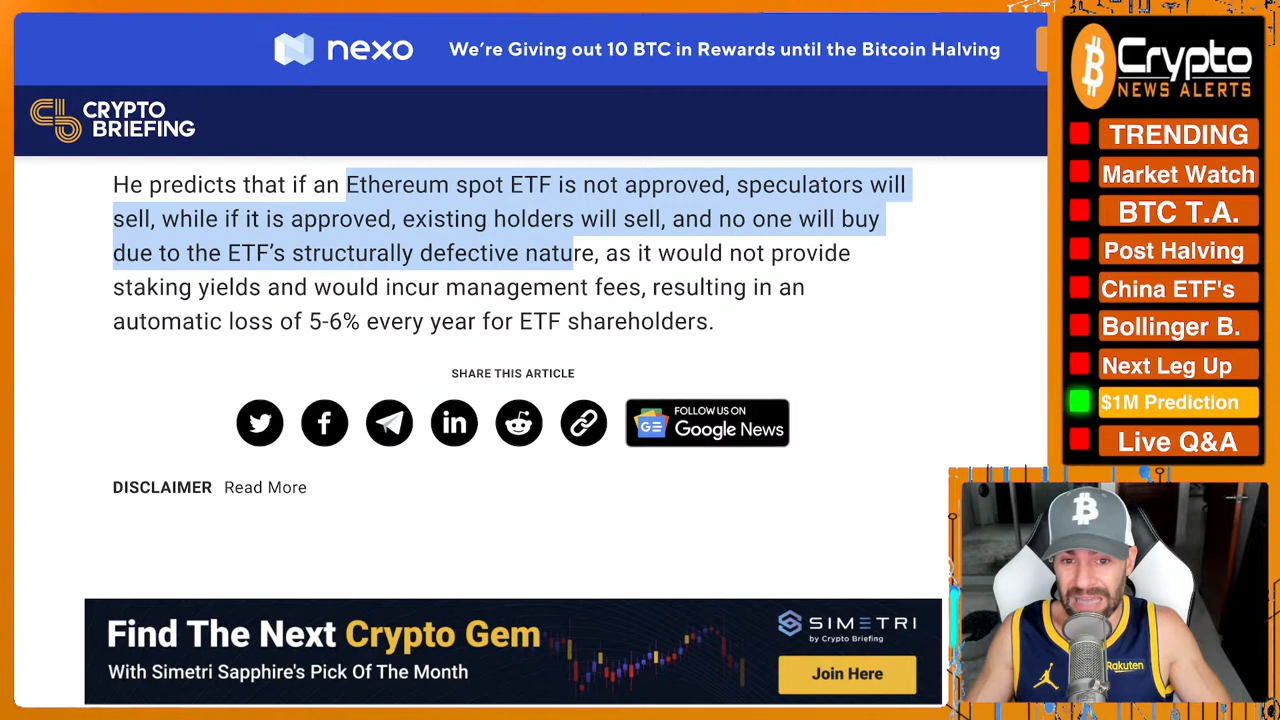 nexo
We're Giving out 10 BTC in Rewards until the Bitcoin Halving
CRYPTO
BRIEFING
He predicts that if an Ethereum spot ETF is not approved, speculators will
sell, while if it is approved, existing holders will sell, and no one will buy
due to the ETF's structurally defective nature, as it would not provide
staking yields and would incur management fees, resulting in an
automatic loss of 5-6% every year for ETF shareholders.
SHARE THIS ARTICLE
FOLLOW US ON
Google News
DISCLAIMER Read More
Find The Next Crypto Gem
With Simetri Sapphire's Pick Of The Month
SIMETRI
by Crypto Briefing
Join Here
Crypto
NEWS ALERTS
TRENDING
Market Watch
BTC T.A.
Post Halving
China ETF's
Bollinger B.
Next Leg Up
$1M Prediction
Live Q&A
Rakuten